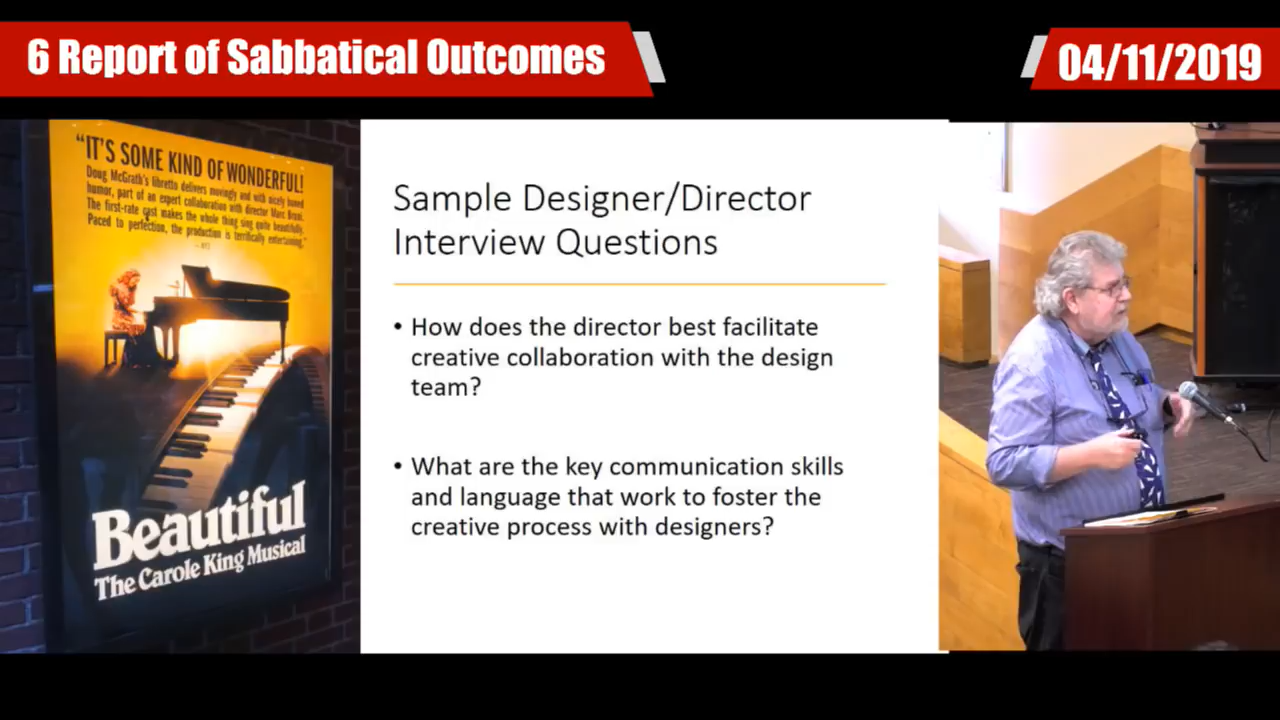 6 Report of Sabbatical Outcomes
04/11/2019
“IT'S SOME KIND OF WONDERFUL!
Doug McGrath's libretto delivers movingly and with nicely honed
humor, part of an expert collaboration with director Marc Bruni.
The first-rate cast makes the whole thing sing quite beautifully.
Paced to perfection, the production is terrifically entertaining.”
Beautiful
The Carole King Musical
Sample Designer/Director
Interview Questions
• How does the director best facilitate
creative collaboration with the design
team?
• What are the key communication skills
and language that work to foster the
creative process with designers?